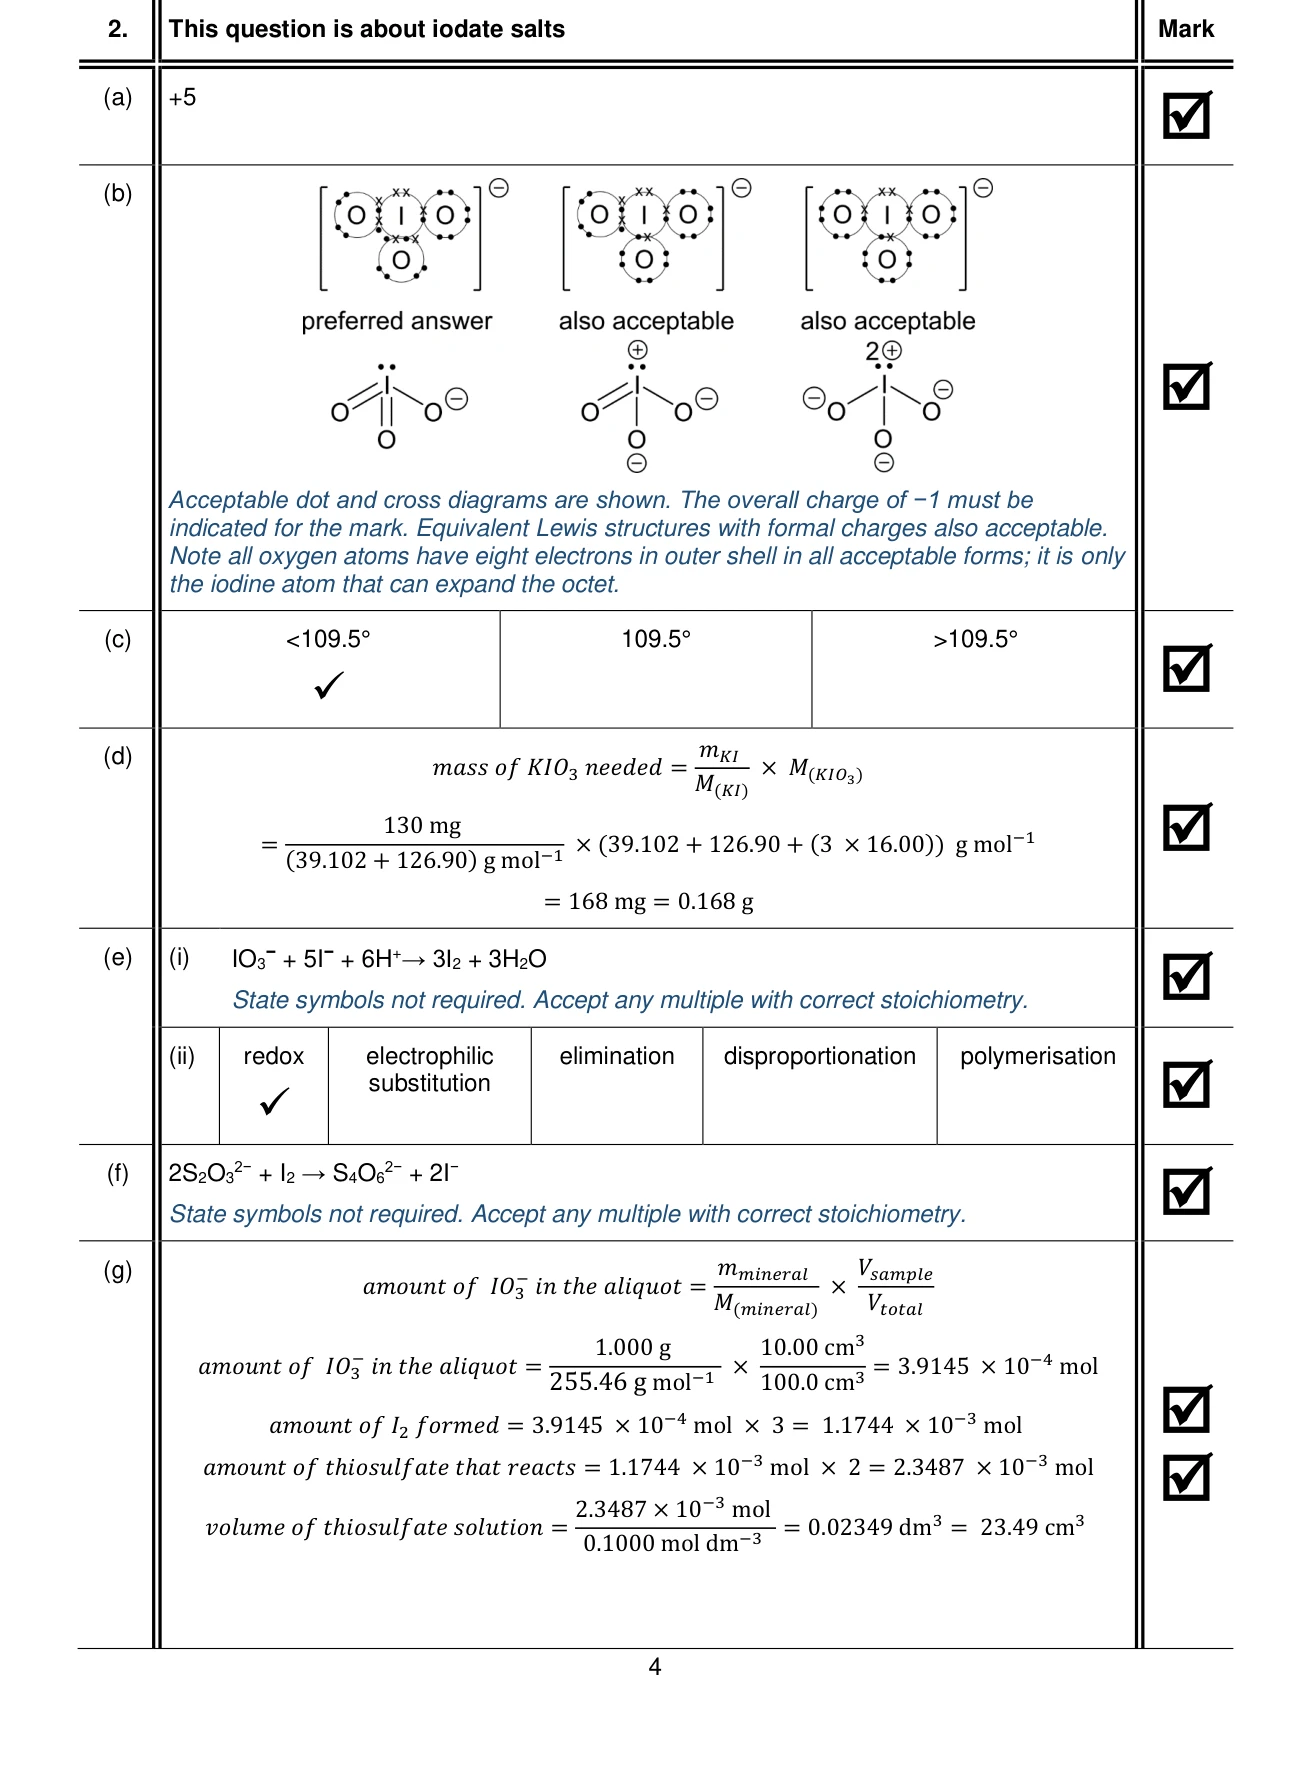 2. This question is about iodate salts Mark
(a) +5
(b)
O I O ⊖ O I O ⊖ O I O ⊖
O O O
preferred answer also acceptable also acceptable
⊕ 2⊕
I I I
O O ⊖ O O ⊖ ⊖ O O ⊖
O O O
⊖ ⊖
Acceptable dot and cross diagrams are shown. The overall charge of −1 must be
indicated for the mark. Equivalent Lewis structures with formal charges also acceptable.
Note all oxygen atoms have eight electrons in outer shell in all acceptable forms; it is only
the iodine atom that can expand the octet.
(c) <109.5° 109.5° >109.5°
✓
(d) mass of KIO₃ needed = m_KI / M_(KI) × M_(KIO₃)
= 130 mg / (39.102 + 126.90) g mol⁻¹ × (39.102 + 126.90 + (3 × 16.00)) g mol⁻¹
= 168 mg = 0.168 g
(e) (i) IO₃⁻ + 5I⁻ + 6H⁺→ 3I₂ + 3H₂O
State symbols not required. Accept any multiple with correct stoichiometry.
(ii) redox electrophilic substitution elimination disproportionation polymerisation
✓
(f) 2S₂O₃²⁻ + I₂ → S₄O₆²⁻ + 2I⁻
State symbols not required. Accept any multiple with correct stoichiometry.
(g) amount of IO₃⁻ in the aliquot = m_mineral / M_(mineral) × V_sample / V_total
amount of IO₃⁻ in the aliquot = 1.000 g / 255.46 g mol⁻¹ × 10.00 cm³ / 100.0 cm³ = 3.9145 × 10⁻⁴ mol
amount of I₂ formed = 3.9145 × 10⁻⁴ mol × 3 = 1.1744 × 10⁻³ mol
amount of thiosulfate that reacts = 1.1744 × 10⁻³ mol × 2 = 2.3487 × 10⁻³ mol
volume of thiosulfate solution = 2.3487 × 10⁻³ mol / 0.1000 mol dm⁻³ = 0.02349 dm³ = 23.49 cm³
4